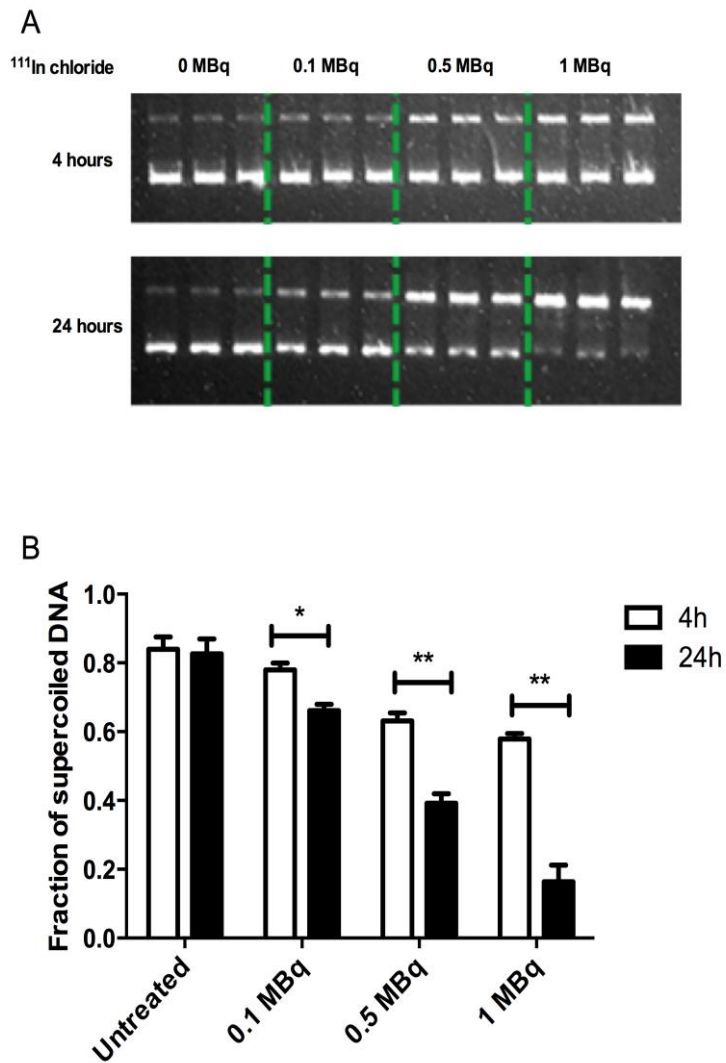 A
¹¹¹In chloride 0 MBq 0.1 MBq 0.5 MBq 1 MBq
4 hours
24 hours
B
Fraction of supercoiled DNA
1.0
0.8
0.6
0.4
0.2
0.0
* ** **
4h
24h
Untreated 0.1 MBq 0.5 MBq 1 MBq